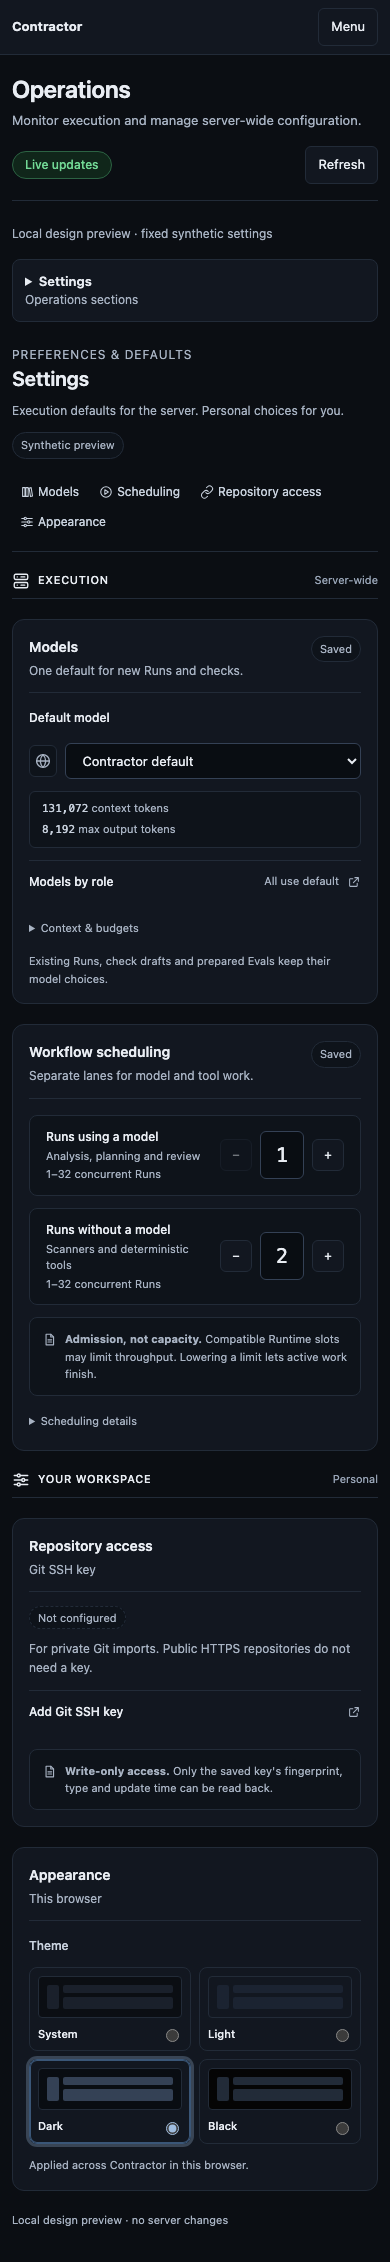 Contractor
Menu
Operations
Monitor execution and manage server-wide configuration.
Live updates
Refresh
Local design preview · fixed synthetic settings
Settings
Operations sections
PREFERENCES & DEFAULTS
Settings
Execution defaults for the server. Personal choices for you.
Synthetic preview
Models
Scheduling
Repository access
Appearance
EXECUTION
Server-wide
Models
Saved
One default for new Runs and checks.
Default model
Contractor default
131,072 context tokens
8,192 max output tokens
Models by role
All use default
Context & budgets
Existing Runs, check drafts and prepared Evals keep their
model choices.
Workflow scheduling
Saved
Separate lanes for model and tool work.
Runs using a model
Analysis, planning and review
1–32 concurrent Runs
− 1 +
Runs without a model
Scanners and deterministic
tools
1–32 concurrent Runs
− 2 +
Admission, not capacity. Compatible Runtime slots
may limit throughput. Lowering a limit lets active work
finish.
Scheduling details
YOUR WORKSPACE
Personal
Repository access
Git SSH key
Not configured
For private Git imports. Public HTTPS repositories do not
need a key.
Add Git SSH key
Write-only access. Only the saved key's fingerprint,
type and update time can be read back.
Appearance
This browser
Theme
System
Light
Dark
Black
Applied across Contractor in this browser.
Local design preview · no server changes